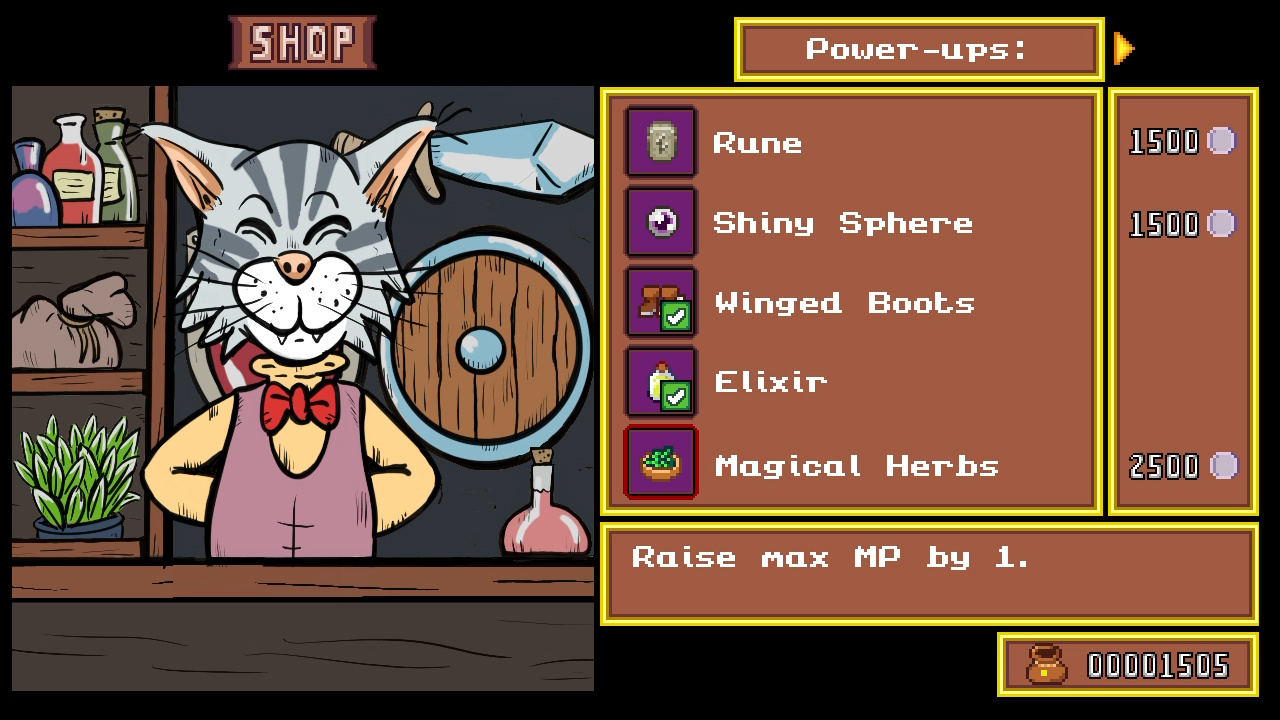 SHOP
Power-ups:
Rune 1500
Shiny Sphere 1500
Winged Boots
Elixir
Magical Herbs 2500
Raise max MP by 1.
00001505